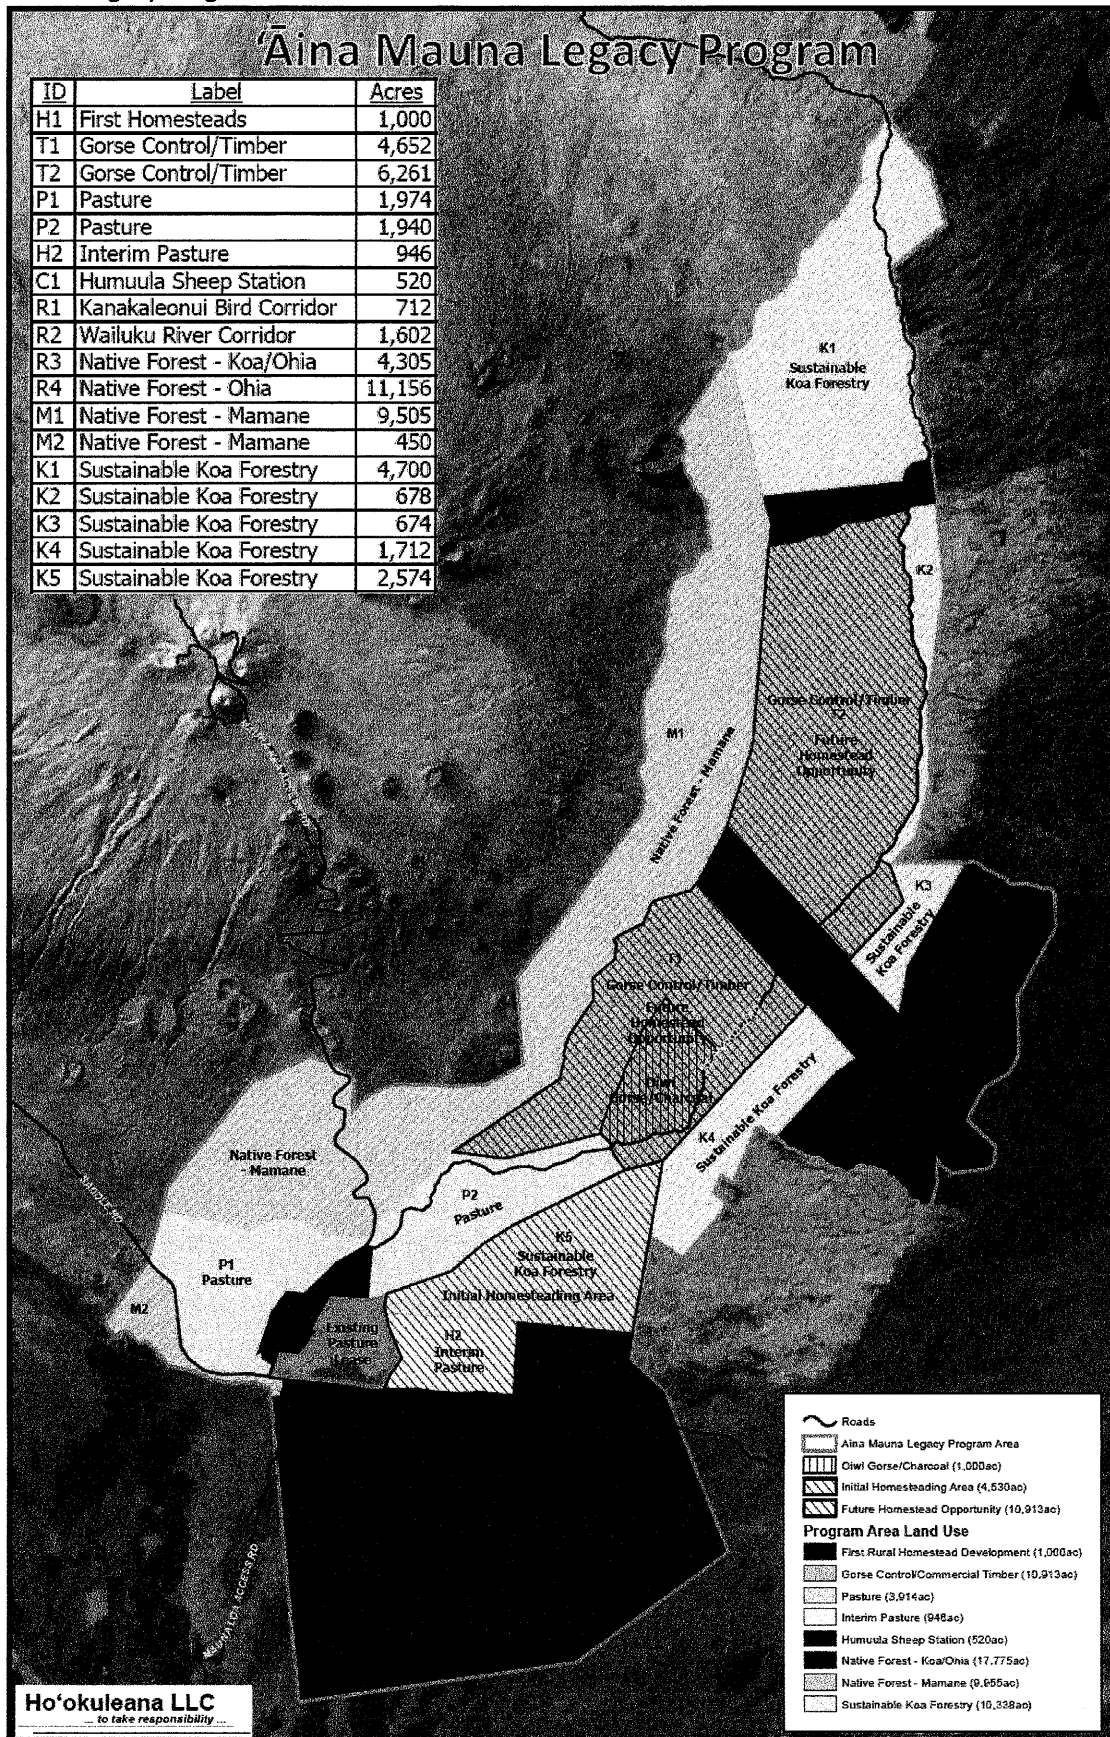 ʻĀina Mauna Legacy Program
ID Label Acres
H1 First Homesteads 1,000
T1 Gorse Control/Timber 4,652
T2 Gorse Control/Timber 6,261
P1 Pasture 1,974
P2 Pasture 1,940
H2 Interim Pasture 946
C1 Humuula Sheep Station 520
R1 Kanakaleonui Bird Corridor 712
R2 Wailuku River Corridor 1,602
R3 Native Forest - Koa/Ohia 4,305
R4 Native Forest - Ohia 11,156
M1 Native Forest - Mamane 9,505
M2 Native Forest - Mamane 450
K1 Sustainable Koa Forestry 4,700
K2 Sustainable Koa Forestry 678
K3 Sustainable Koa Forestry 674
K4 Sustainable Koa Forestry 1,712
K5 Sustainable Koa Forestry 2,574
K1
Sustainable
Koa Forestry
K2
Gorse Control/Timber
T2
Future
Homestead
Opportunity
M1
Native Forest - Mamane
K3
Sustainable
Koa Forestry
T1
Gorse Control/Timber
Future
Homestead
Opportunity
Oiwi
Gorse/Charcoal
K4
Sustainable Koa Forestry
Native Forest
- Mamane
SADDLE RD
P2
Pasture
K5
Sustainable
Koa Forestry
Initial Homesteading Area
P1
Pasture
M2
Existing
Pasture
Lease
H2
Interim
Pasture
Roads
Aina Mauna Legacy Program Area
Oiwi Gorse/Charcoal (1,000ac)
Initial Homesteading Area (4,530ac)
Future Homestead Opportunity (10,913ac)
Program Area Land Use
First Rural Homestead Development (1,000ac)
Gorse Control/Commercial Timber (10,913ac)
Pasture (3,914ac)
Interim Pasture (946ac)
Humuula Sheep Station (520ac)
Native Forest - Koa/Ohia (17,775ac)
Native Forest - Mamane (9,955ac)
Sustainable Koa Forestry (10,338ac)
Hoʻokuleana LLC
... to take responsibility ...